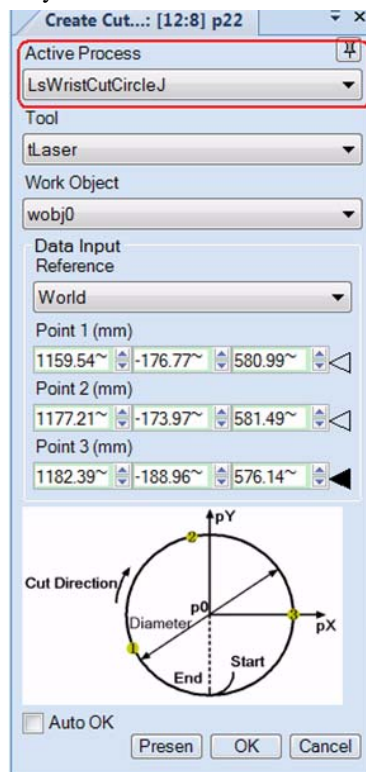 Create Cut...: [12:8] p22
Active Process
LsWristCutCircleJ
Tool
tLaser
Work Object
wobj0
Data Input
Reference
World
Point 1 (mm)
1159.54~ -176.77~ 580.99~
Point 2 (mm)
1177.21~ -173.97~ 581.49~
Point 3 (mm)
1182.39~ -188.96~ 576.14~
pY
2
Cut Direction
p0
3
Diameter
pX
1
Start
End
Auto OK
Presen OK Cancel